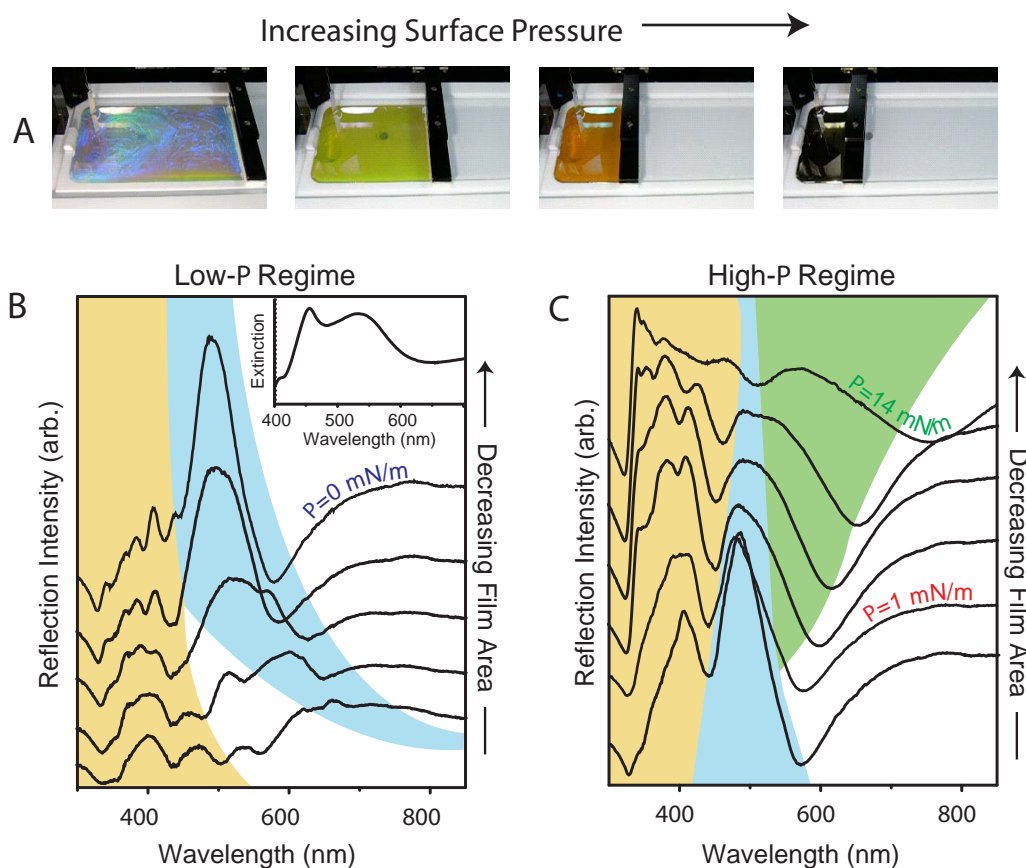 Increasing Surface Pressure
A
B
Low-P Regime
Extinction
400
600
Wavelength (nm)
P=0 mN/m
Reflection Intensity (arb.)
Decreasing Film Area
400
600
800
Wavelength (nm)
C
High-P Regime
P=14 mN/m
P=1 mN/m
Reflection Intensity (arb.)
Decreasing Film Area
400
600
800
Wavelength (nm)